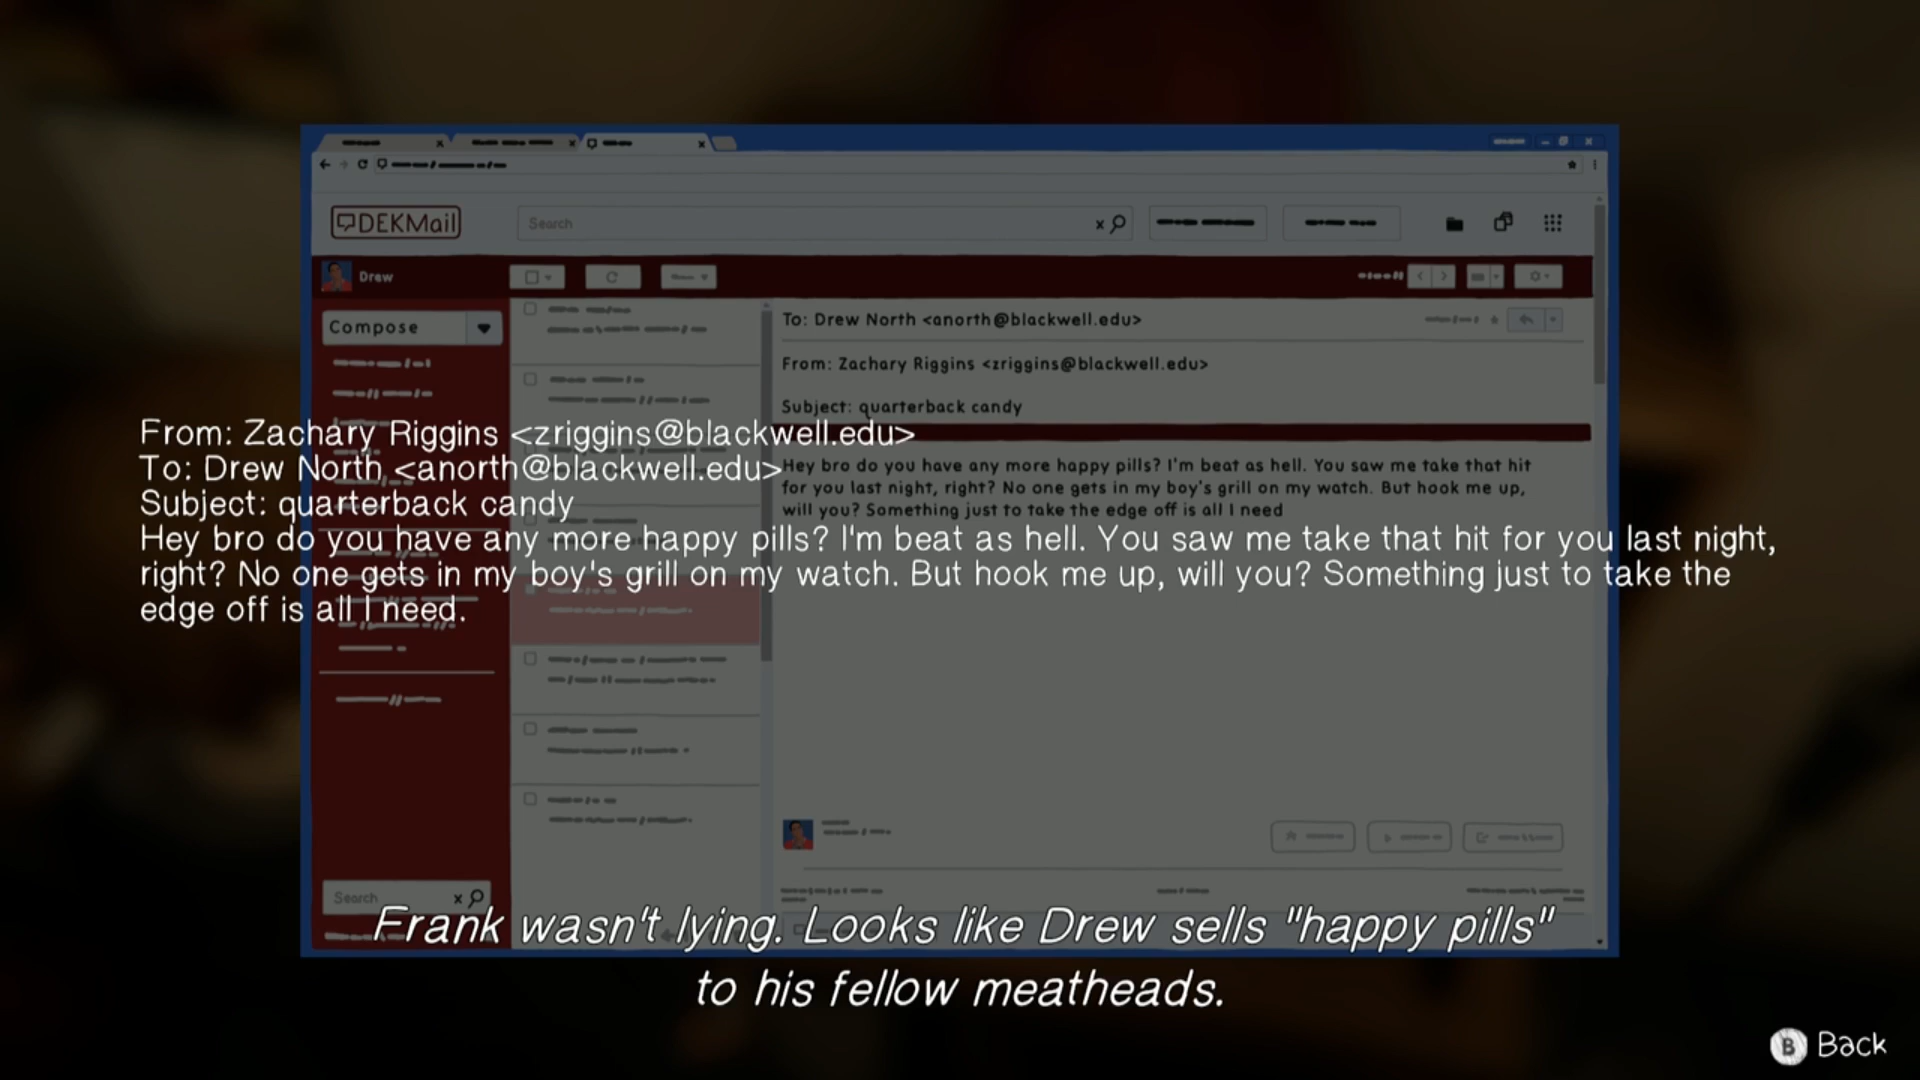 DEKMail
Search
Drew
Compose
To: Drew North <anorth@blackwell.edu>
From: Zachary Riggins <zriggins@blackwell.edu>
Subject: quarterback candy
Hey bro do you have any more happy pills? I'm beat as hell. You saw me take that hit
for you last night, right? No one gets in my boy's grill on my watch. But hook me up,
will you? Something just to take the edge off is all I need
From: Zachary Riggins <zriggins@blackwell.edu>
To: Drew North <anorth@blackwell.edu>
Subject: quarterback candy
Hey bro do you have any more happy pills? I'm beat as hell. You saw me take that hit for you last night,
right? No one gets in my boy's grill on my watch. But hook me up, will you? Something just to take the
edge off is all I need.
Search
Frank wasn't lying. Looks like Drew sells "happy pills"
to his fellow meatheads.
B Back